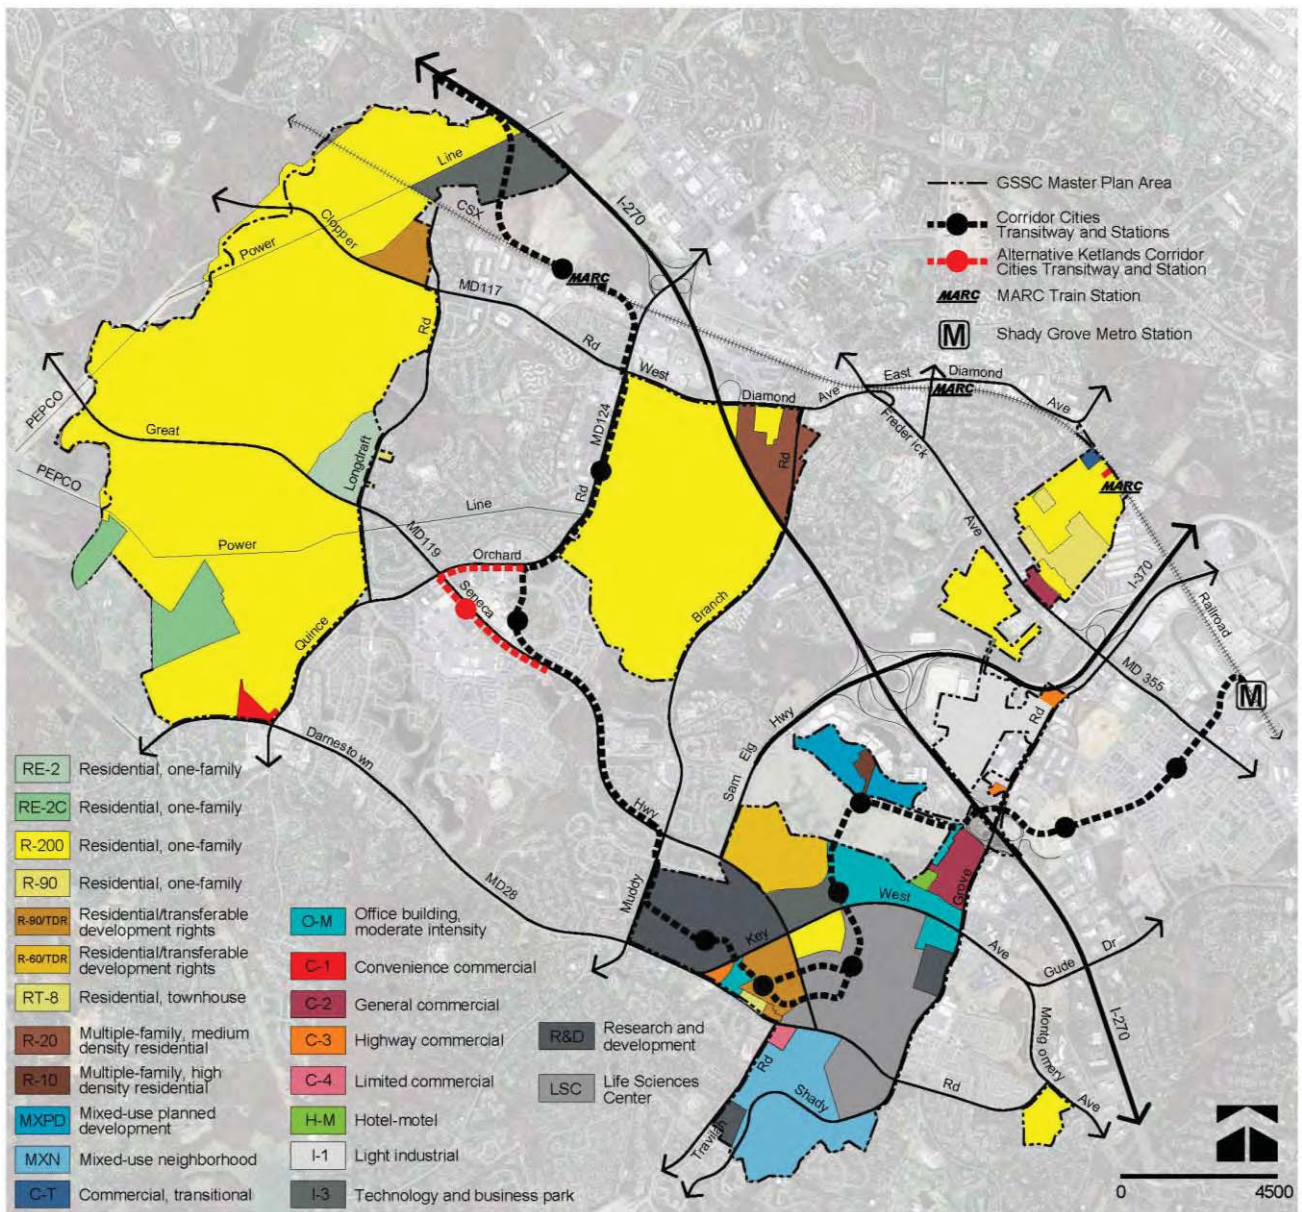 GSSC Master Plan Area
Corridor Cities
Transitway and Stations
Alternative Ketlands Corridor
Cities Transitway and Station
MARC
MARC Train Station
M
Shady Grove Metro Station
Line
I-270
CSX
Clopper
Power
MARC
MD117
Rd
Rd
West
Diamond
Ave
East
Diamond
MARC
Ave
Frederick
PEPCO
Great
MD124
Longdraft
Rd
MARC
PEPCO
Line
Rd
Ave
Power
MD119
Orchard
I-370
Seneca
Branch
Railroad
Quince
MD 355
M
Hwy
Rd
Darnesto wn
Elg
Sam
Hwy
MD28
Muddy
West
Grove
Key
Ave
Gude
Dr
I-270
Montg omery
Rd
Rd
Shady
Ave
Travilah
RE-2 Residential, one-family
RE-2C Residential, one-family
R-200 Residential, one-family
R-90 Residential, one-family
R-90/TDR Residential/transferable
development rights
R-60/TDR Residential/transferable
development rights
RT-8 Residential, townhouse
R-20 Multiple-family, medium
density residential
R-10 Multiple-family, high
density residential
MXPD Mixed-use planned
development
MXN Mixed-use neighborhood
C-T Commercial, transitional
O-M Office building,
moderate intensity
C-1 Convenience commercial
C-2 General commercial
C-3 Highway commercial
C-4 Limited commercial
H-M Hotel-motel
I-1 Light industrial
I-3 Technology and business park
R&D Research and
development
LSC Life Sciences
Center
0 4500